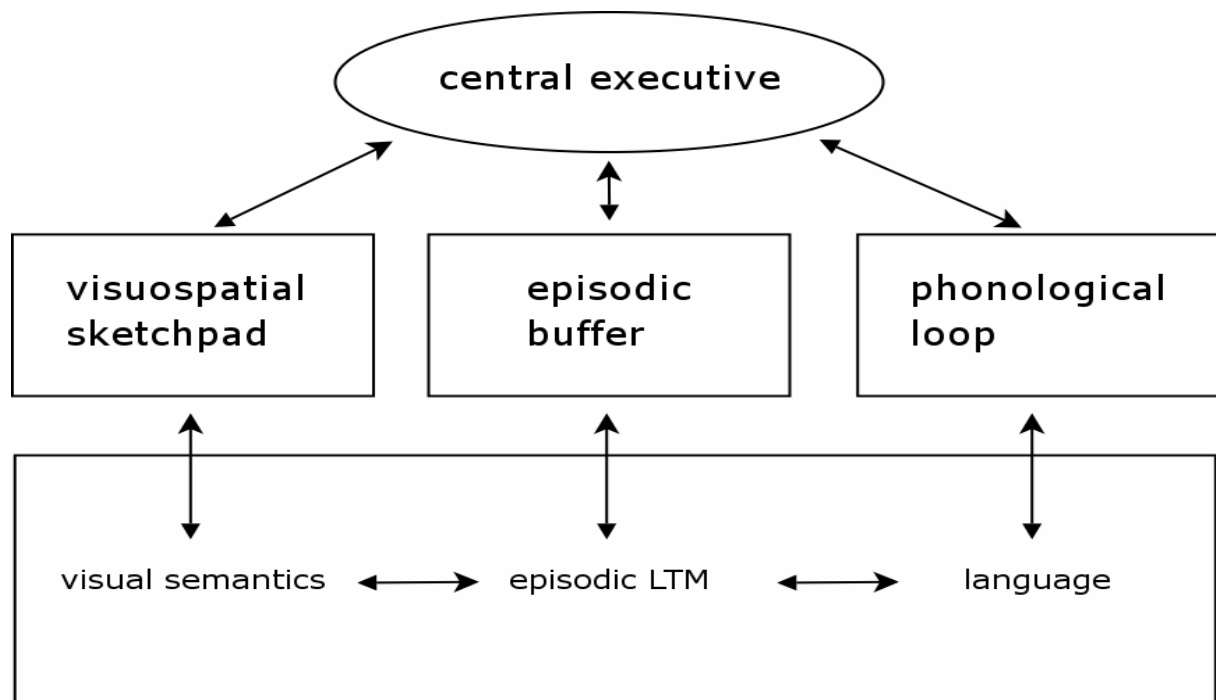 central executive
visuospatial
sketchpad
episodic
buffer
phonological
loop
visual semantics
episodic LTM
language